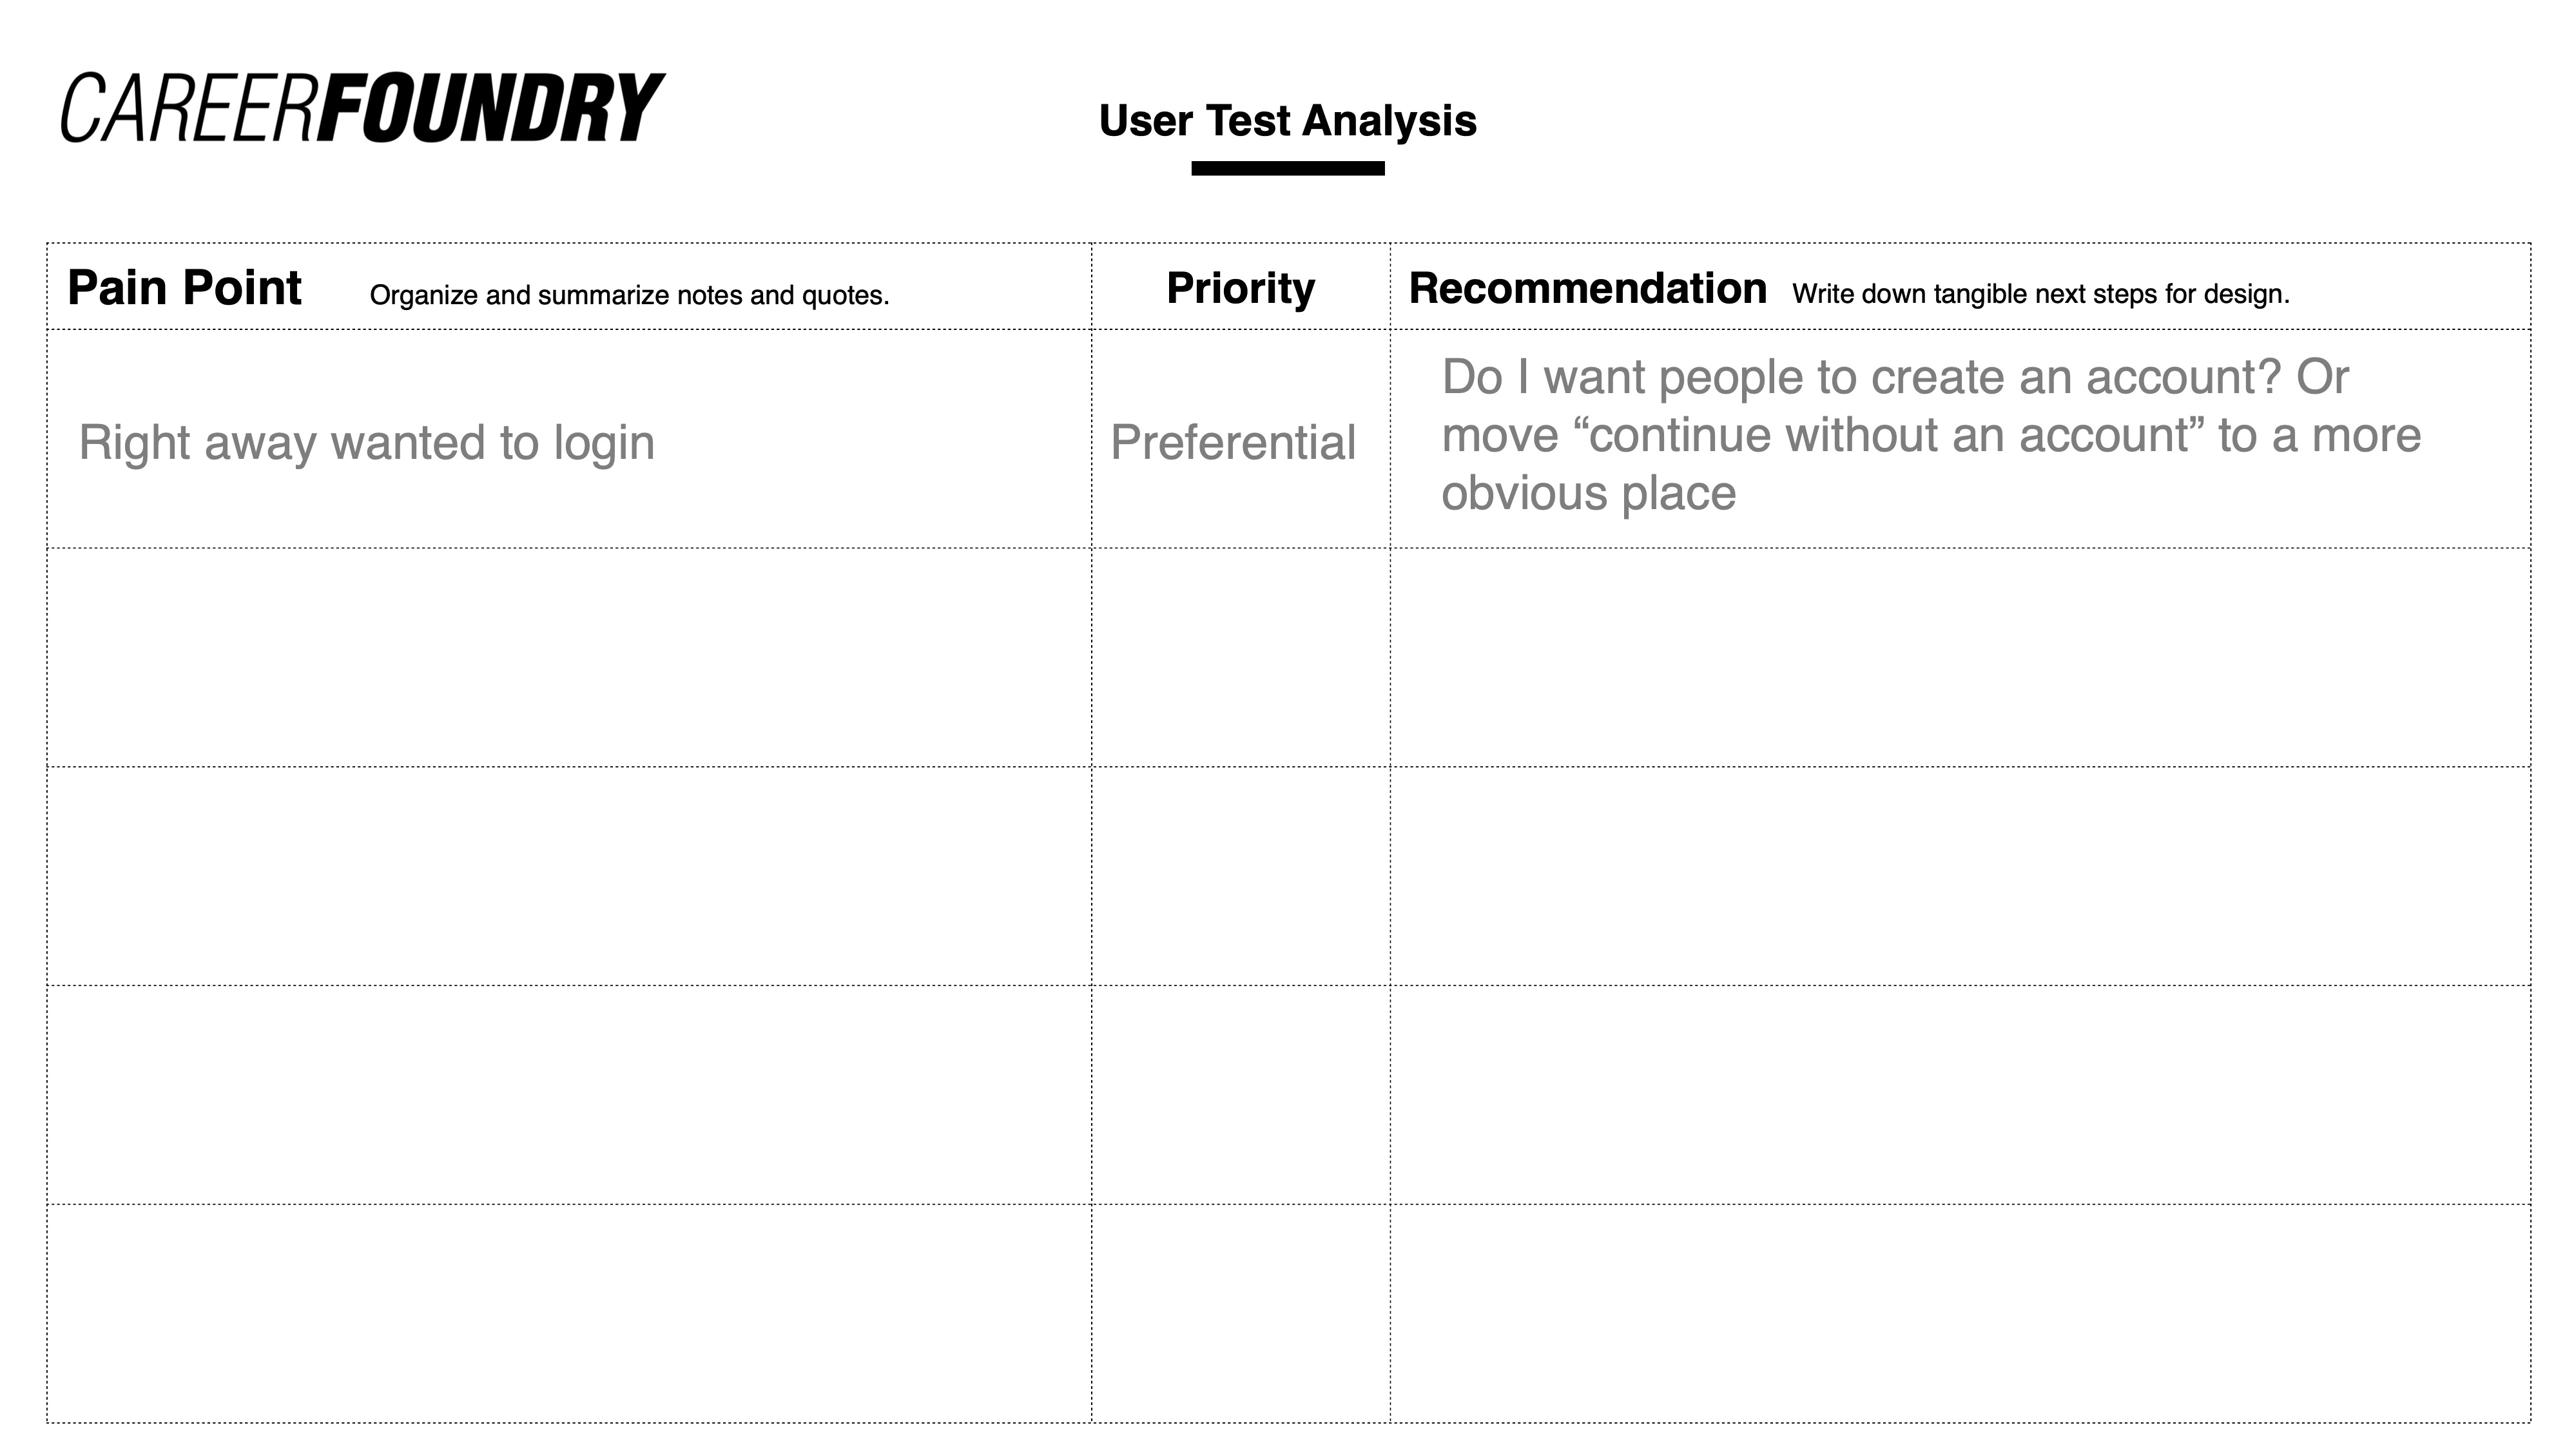 CAREERFOUNDRY
User Test Analysis
Pain Point Organize and summarize notes and quotes.
Priority
Recommendation Write down tangible next steps for design.
Right away wanted to login
Preferential
Do I want people to create an account? Or
move “continue without an account” to a more
obvious place